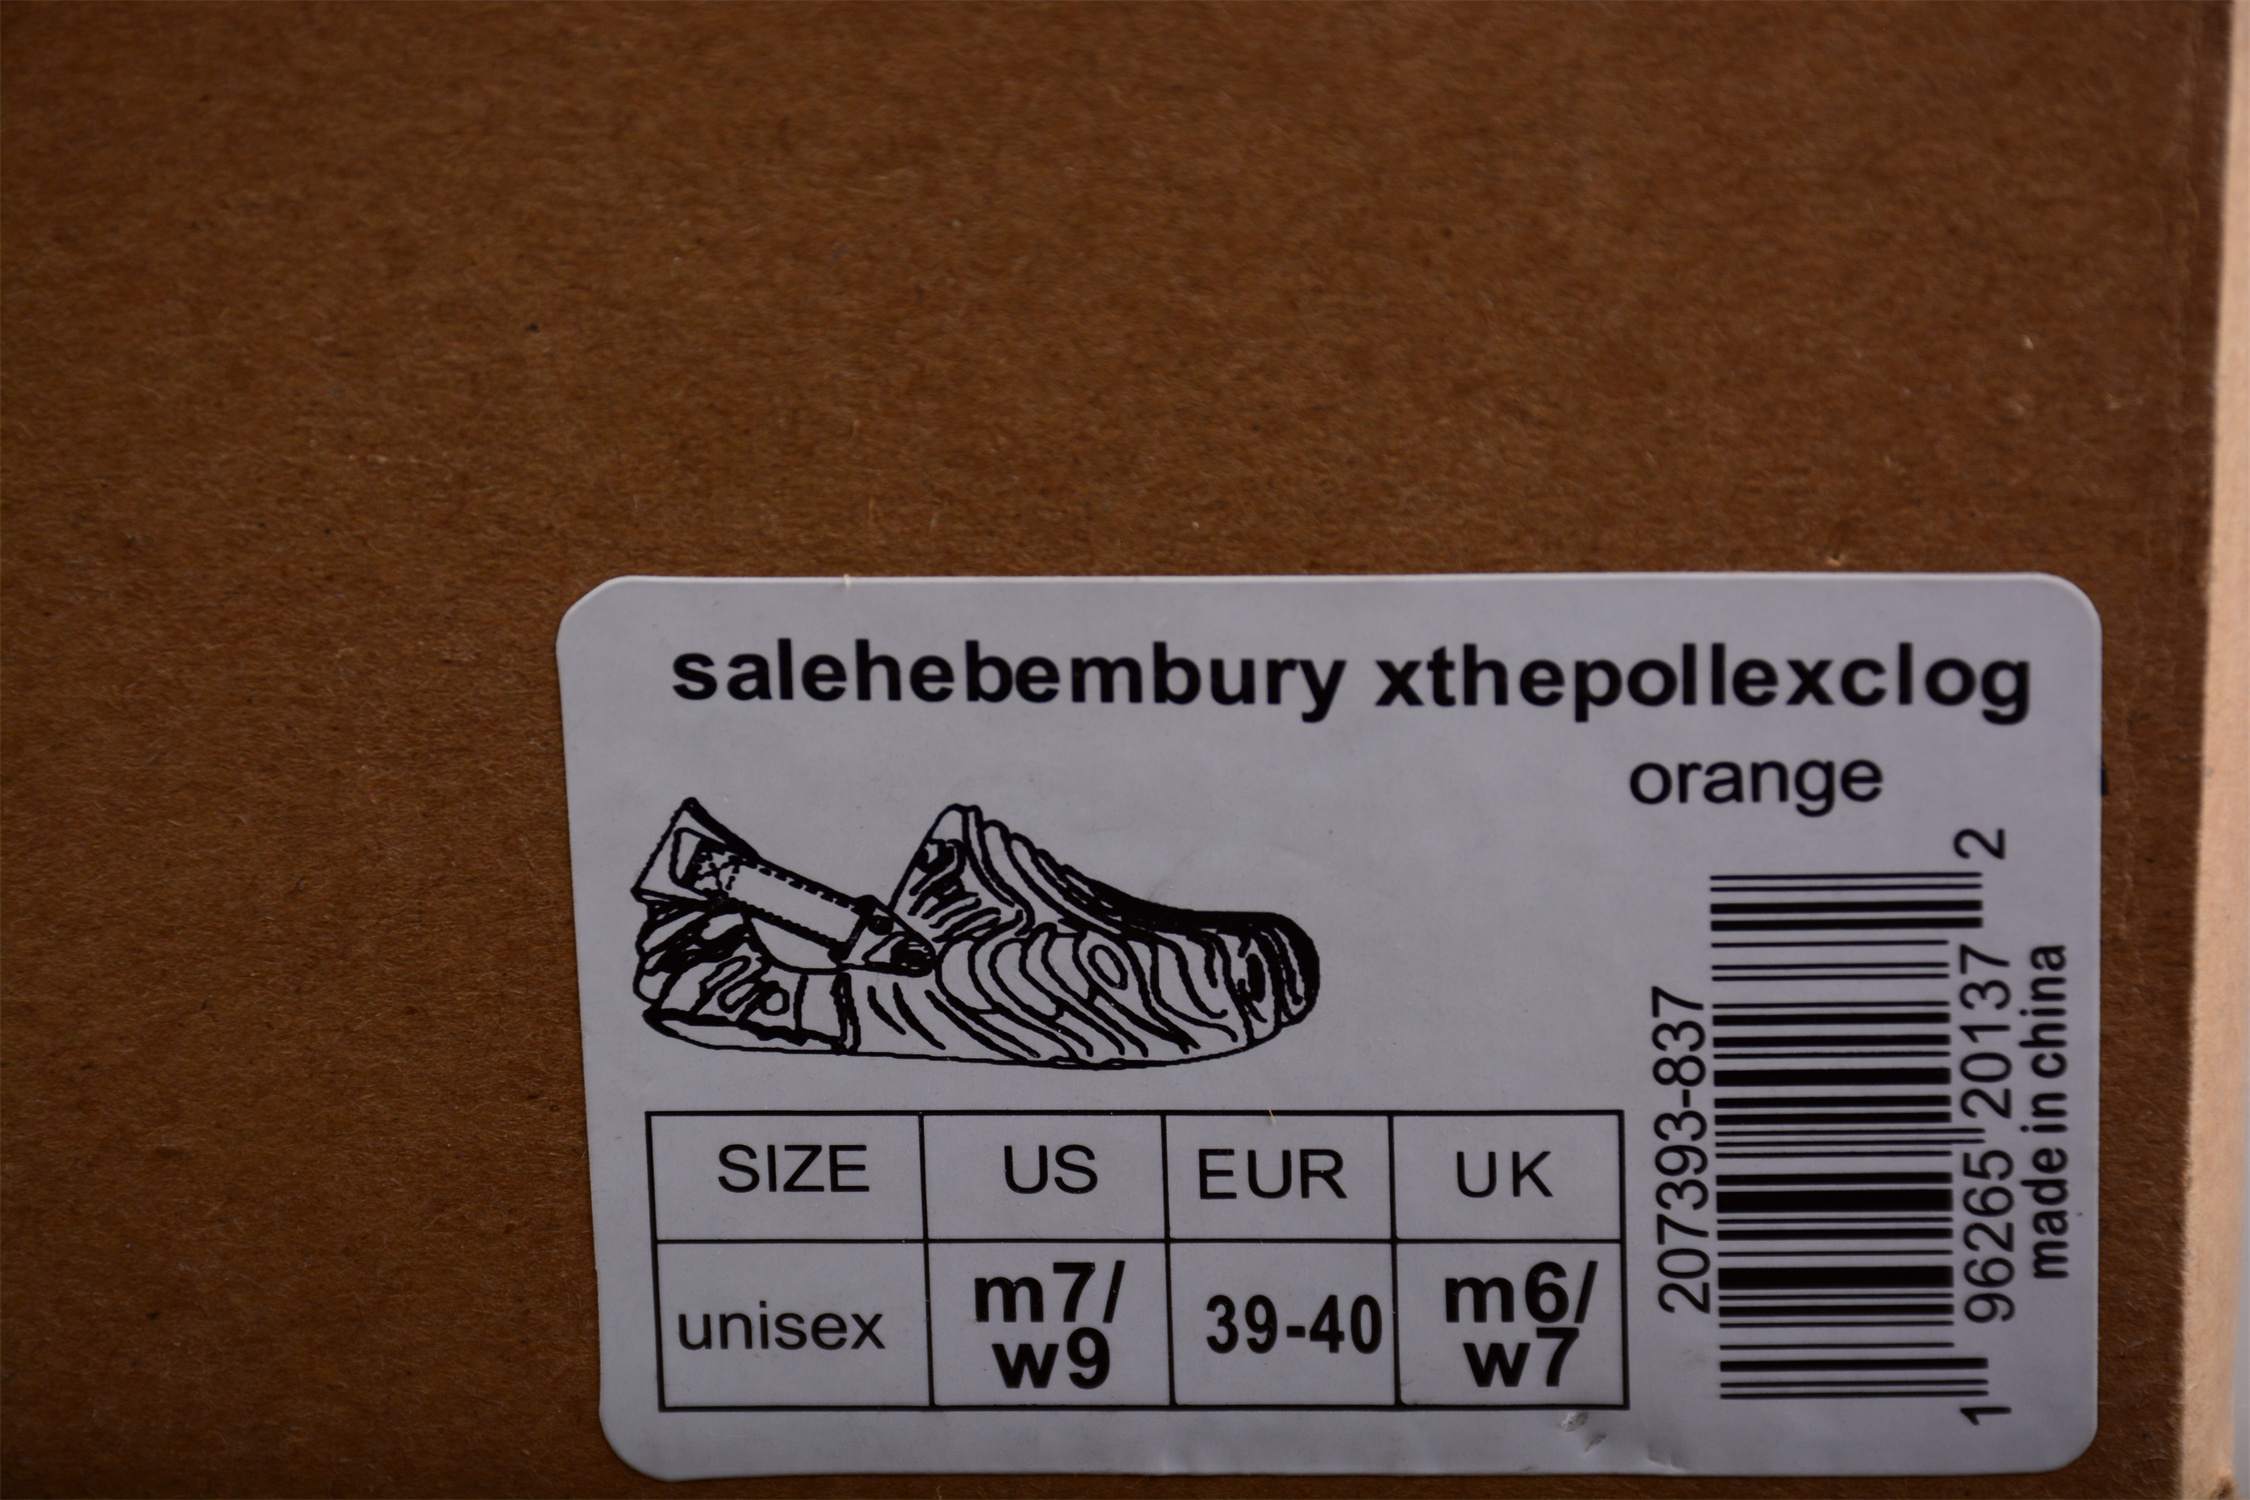 salehebembury xthepollexclog
orange
SIZE US EUR UK
unisex m7/ w9 39-40 m6/ w7
207393-837
1 96265 20137 2
made in china